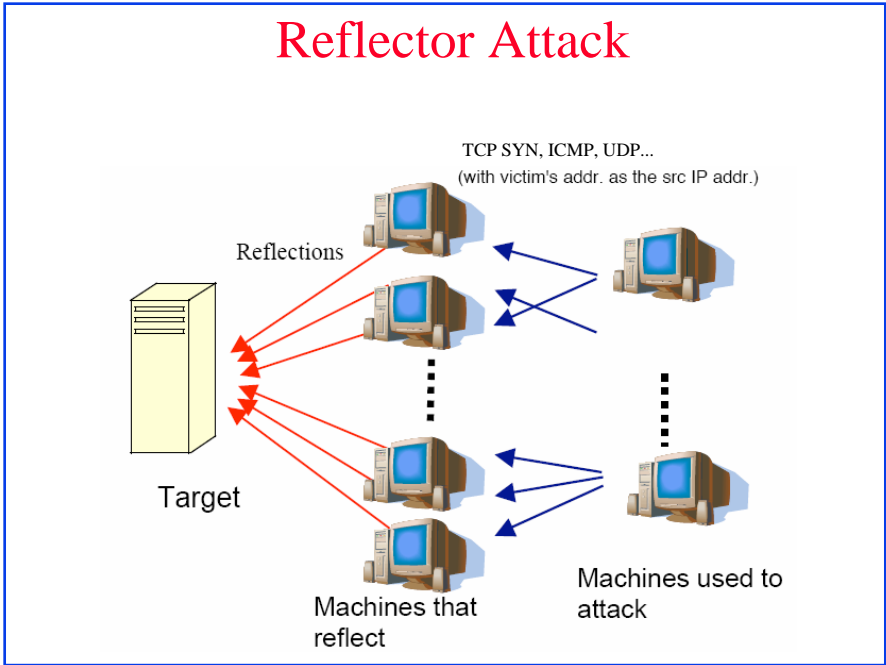 Reflector Attack
TCP SYN, ICMP, UDP...
(with victim's addr. as the src IP addr.)
Reflections
Target
Machines that
reflect
Machines used to
attack